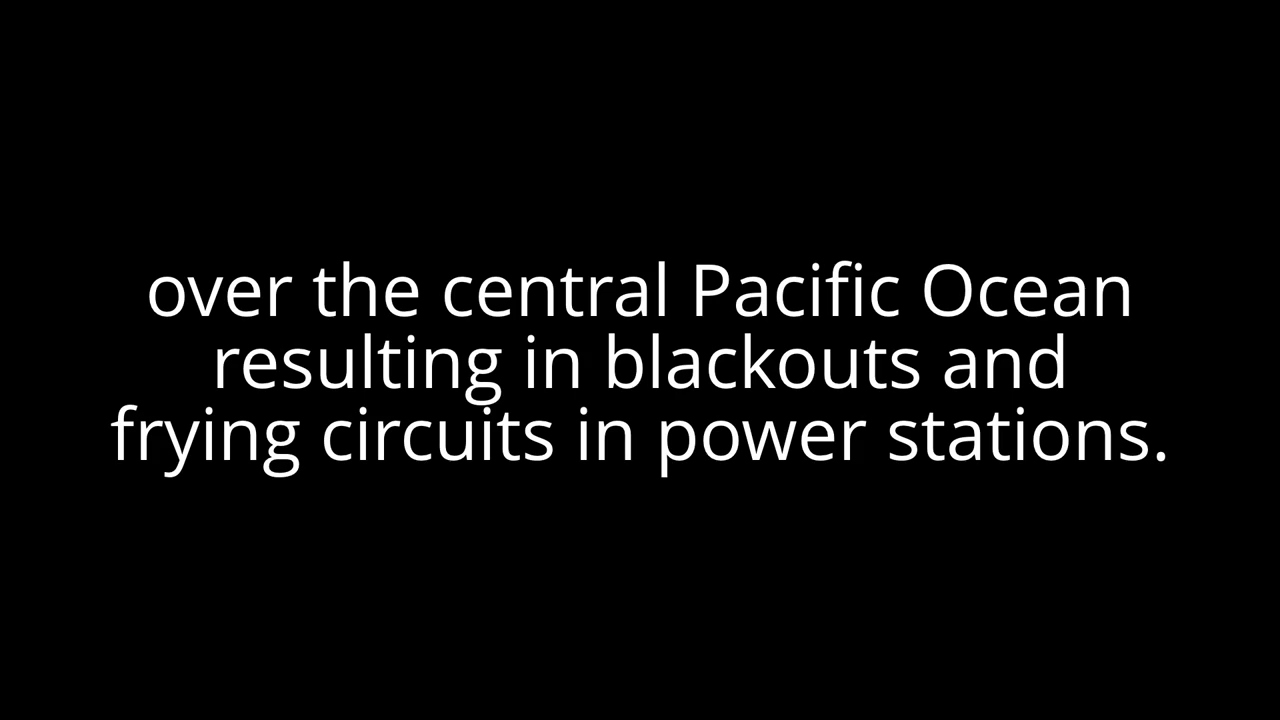 over the central Pacific Ocean
resulting in blackouts and
frying circuits in power stations.